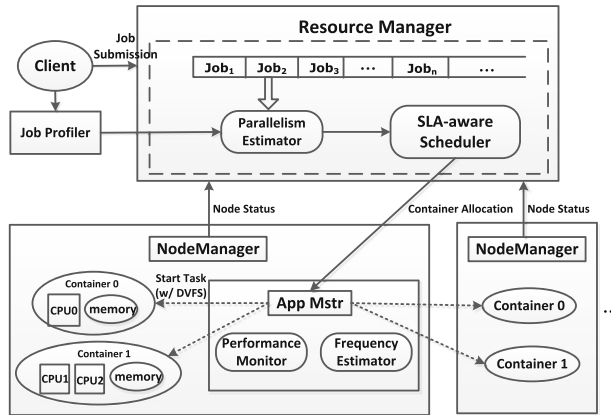 Resource Manager
Job
Submission
Client
Job₁ Job₂ Job₃ ... Jobₙ ...
Job Profiler
Parallelism
Estimator
SLA-aware
Scheduler
Node Status
Container Allocation
Node Status
NodeManager
NodeManager
Container 0
CPU0
memory
Start Task
(w/ DVFS)
App Mstr
Container 0
Container 1
CPU1
CPU2
memory
Performance
Monitor
Frequency
Estimator
Container 1
...